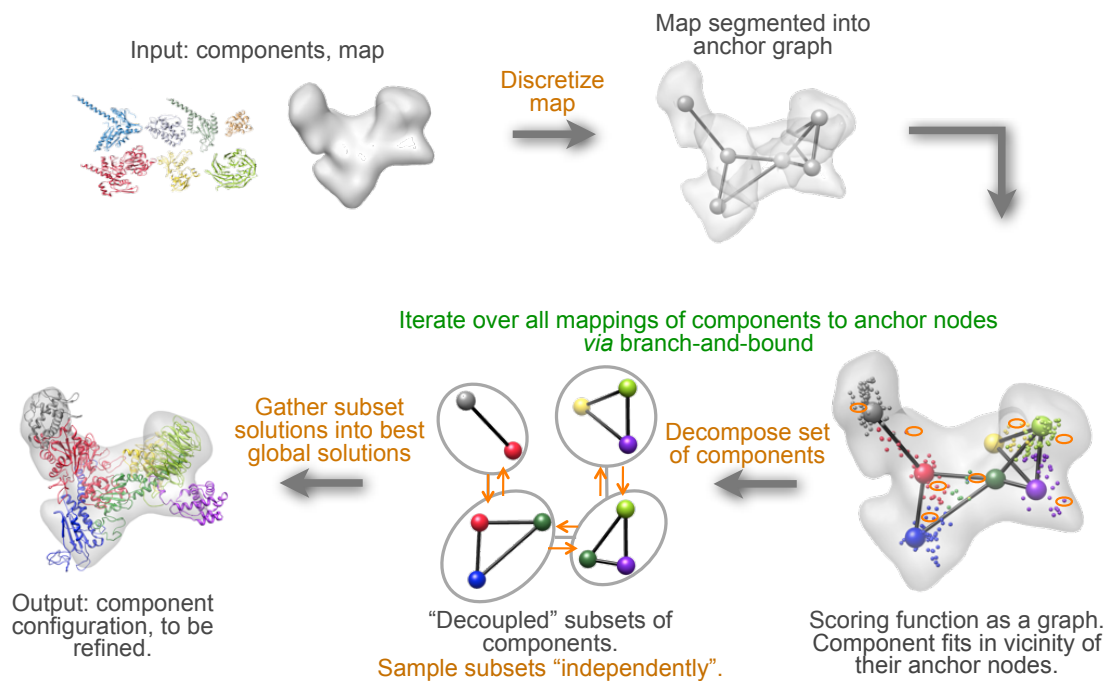 Input: components, map
Discretize
map
Map segmented into
anchor graph
Iterate over all mappings of components to anchor nodes
via branch-and-bound
Gather subset
solutions into best
global solutions
Decompose set
of components
Output: component
configuration, to be
refined.
“Decoupled” subsets of
components.
Sample subsets “independently”.
Scoring function as a graph.
Component fits in vicinity of
their anchor nodes.